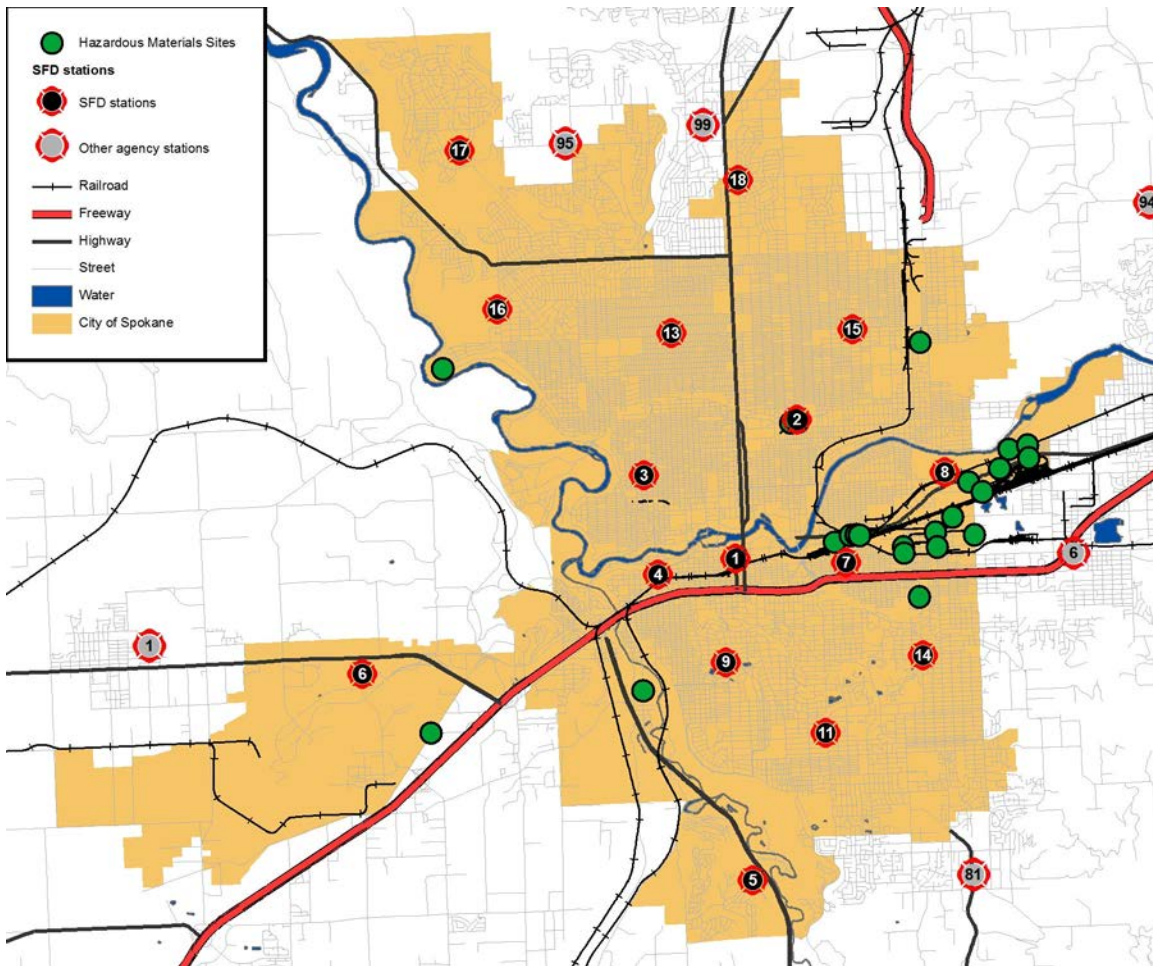 Hazardous Materials Sites
SFD stations
SFD stations
Other agency stations
Railroad
Freeway
Highway
Street
Water
City of Spokane
99
95
17
18
94
16
13
15
2
3
8
1
4
7
6
1
6
9
14
11
5
81